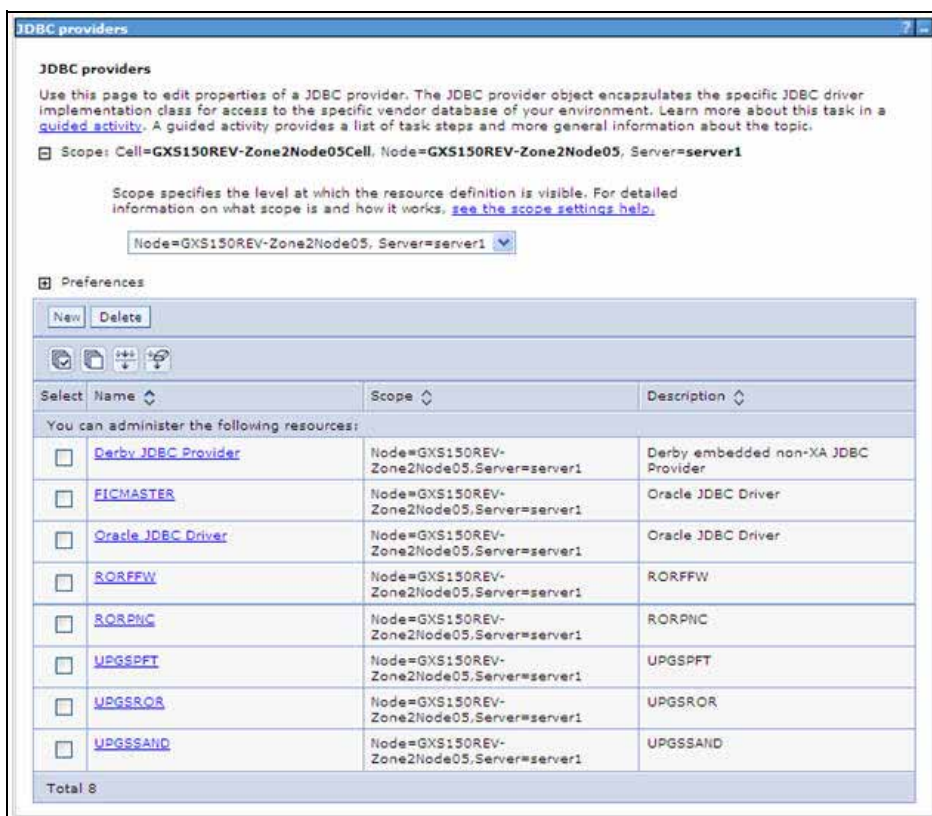 JDBC providers
?
JDBC providers
Use this page to edit properties of a JDBC provider. The JDBC provider object encapsulates the specific JDBC driver
implementation class for access to the specific vendor database of your environment. Learn more about this task in a
guided activity. A guided activity provides a list of task steps and more general information about the topic.
Scope: Cell=GXS150REV-Zone2Node05Cell, Node=GXS150REV-Zone2Node05, Server=server1
Scope specifies the level at which the resource definition is visible. For detailed
information on what scope is and how it works, see the scope settings help.
Node=GXS150REV-Zone2Node05, Server=server1
Preferences
New Delete
Select Name Scope Description
You can administer the following resources:
Derby JDBC Provider Node=GXS150REV- Derby embedded non-XA JDBC
Zone2Node05,Server=server1 Provider
FICMASTER Node=GXS150REV- Oracle JDBC Driver
Zone2Node05,Server=server1
Oracle JDBC Driver Node=GXS150REV- Oracle JDBC Driver
Zone2Node05,Server=server1
RORFFW Node=GXS150REV- RORFFW
Zone2Node05,Server=server1
RORPNC Node=GXS150REV- RORPNC
Zone2Node05,Server=server1
UPGSPFT Node=GXS150REV- UPGSPFT
Zone2Node05,Server=server1
UPGSROR Node=GXS150REV- UPGSROR
Zone2Node05,Server=server1
UPGSSAND Node=GXS150REV- UPGSSAND
Zone2Node05,Server=server1
Total 8